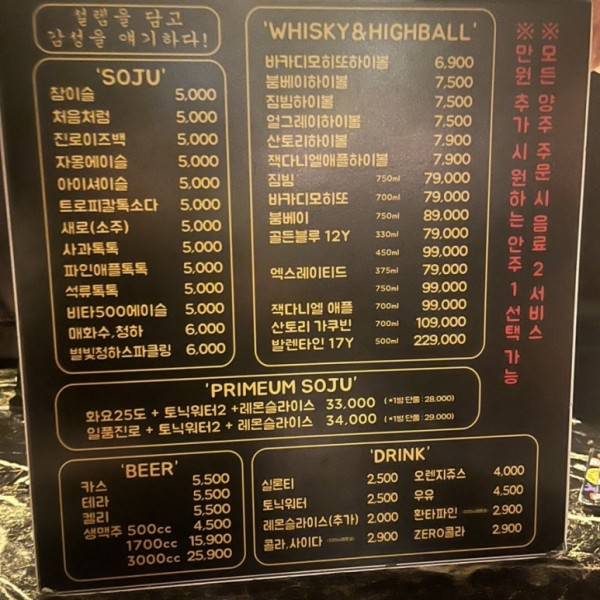 설렘을 담고
감성을 얘기하다!
'SOJU'
참이슬 5,000
처음처럼 5,000
진로이즈백 5,000
자몽에이슬 5,000
아이셔이슬 5,000
트로피칼톡소다 5,000
새로(소주) 5,000
사과톡톡 5,000
파인애플톡톡 5,000
석류톡톡 5,000
비타500에이슬 5,000
매화수,청하 6,000
별빛청하스파클링 6,000
'WHISKY&HIGHBALL'
바카디모히또하이볼 6,900
봄베이하이볼 7,500
짐빔하이볼 7,500
얼그레이하이볼 7,500
산토리하이볼 7,900
잭다니엘애플하이볼 7,900
짐빔 750ml 79,000
바카디모히또 700ml 79,000
봄베이 750ml 89,000
골든블루 12Y 330ml 79,000
450ml 99,000
엑스레이티드 375ml 79,000
750ml 99,000
잭다니엘 애플 700ml 99,000
산토리 가쿠빈 700ml 109,000
발렌타인 17Y 500ml 229,000
※모든 양주 주문 시 음료 2 서비스
※만원 추가 시 원하는 안주 1 선택 가능
'PRIMEUM SOJU'
화요25도 + 토닉워터2 +레몬슬라이스 33,000 (*1병 단품:28,000)
일품진로 + 토닉워터2 +레몬슬라이스 34,000 (*1병 단품:29,000)
'BEER'
카스 5,500
테라 5,500
켈리 5,500
생맥주 500cc 4,500
1700cc 15,900
3000cc 25,900
'DRINK'
실론티 2,500
토닉워터 2,500
레몬슬라이스(추가) 2,000
콜라,사이다 2,900
오렌지쥬스 4,000
우유 4,500
환타파인 2,900
ZERO콜라 2,900